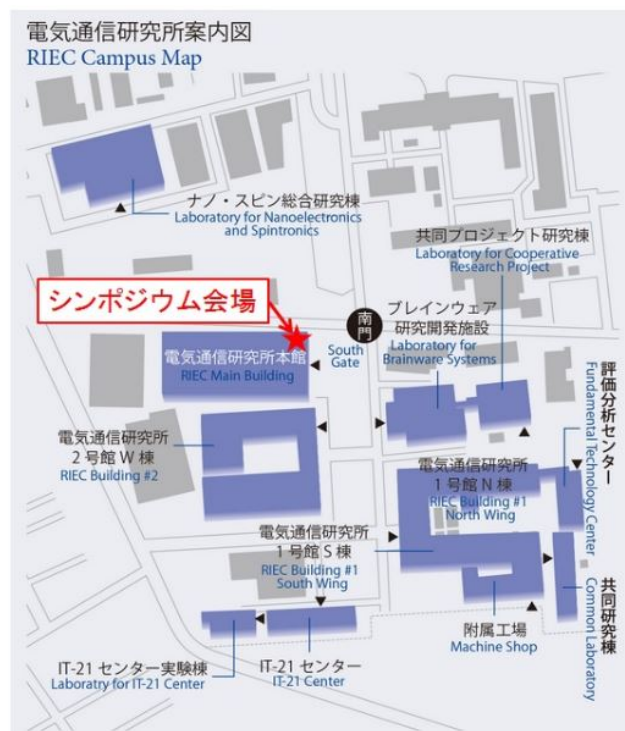 電気通信研究所案内図
RIEC Campus Map
ナノ・スピン総合研究棟
Laboratory for Nanoelectronics
and Spintronics
共同プロジェクト研究棟
Laboratory for Cooperative
Research Project
シンポジウム会場
南門
South
Gate
ブレインウェア
研究開発施設
Laboratory for
Brainware Systems
電気通信研究所本館
RIEC Main Building
評価分析センター
Fundamental Technology Center
電気通信研究所
2号館W棟
RIEC Building #2
電気通信研究所
1号館N棟
RIEC Building #1
North Wing
電気通信研究所
1号館S棟
RIEC Building #1
South Wing
共同研究棟
Common Laboratory
附属工場
Machine Shop
IT-21センター実験棟
Laboratry for IT-21 Center
IT-21センター
IT-21 Center